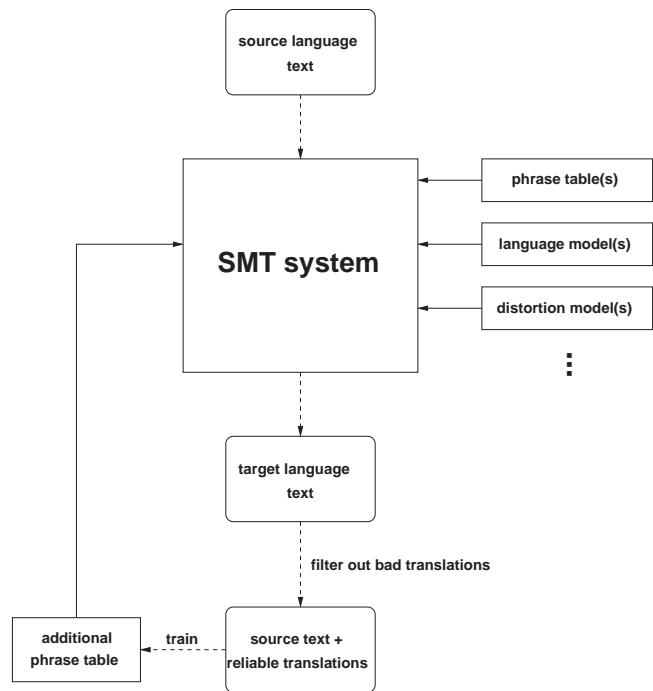 source language
text
phrase table(s)
SMT system
language model(s)
distortion model(s)
target language
text
filter out bad translations
additional
phrase table
train
source text +
reliable translations